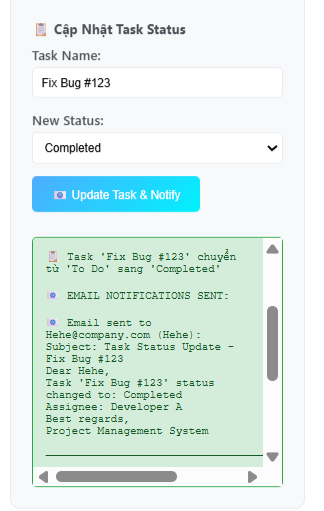 📋 Cập Nhật Task Status
Task Name:
Fix Bug #123
New Status:
Completed
📧 Update Task & Notify
📋 Task 'Fix Bug #123' chuyển
từ 'To Do' sang 'Completed'
📧 EMAIL NOTIFICATIONS SENT:
📧 Email sent to
Hehe@company.com (Hehe):
Subject: Task Status Update -
Fix Bug #123
Dear Hehe,
Task 'Fix Bug #123' status
changed to: Completed
Assignee: Developer A
Best regards,
Project Management System